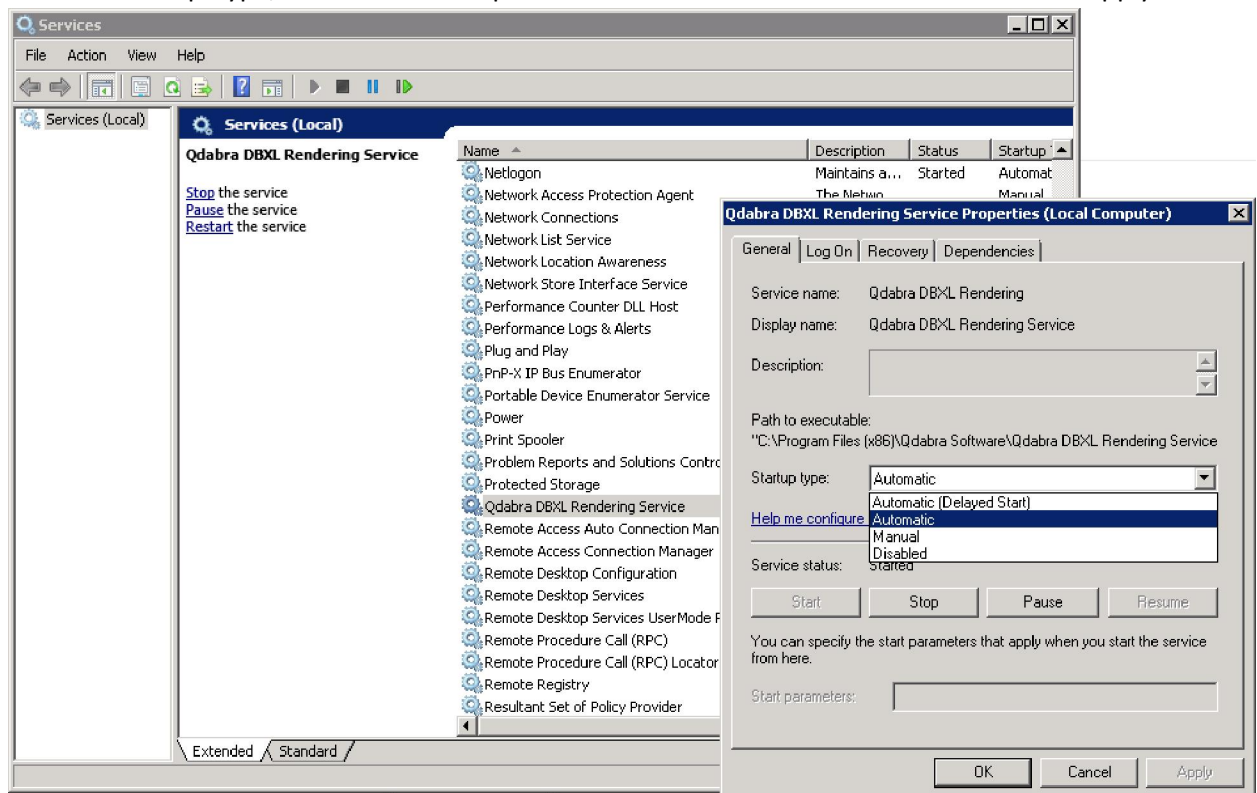 Services
File Action View Help
Services (Local)
Services (Local)
Qdabra DBXL Rendering Service
Stop the service
Pause the service
Restart the service
Name Description Status Startup
Netlogon Maintains a... Started Automat
Network Access Protection Agent The Netwo Manual
Network Connections
Network List Service
Network Location Awareness
Network Store Interface Service
Performance Counter DLL Host
Performance Logs & Alerts
Plug and Play
PnP-X IP Bus Enumerator
Portable Device Enumerator Service
Power
Print Spooler
Problem Reports and Solutions Contro
Protected Storage
Qdabra DBXL Rendering Service
Remote Access Auto Connection Man
Remote Access Connection Manager
Remote Desktop Configuration
Remote Desktop Services
Remote Desktop Services UserMode P
Remote Procedure Call (RPC)
Remote Procedure Call (RPC) Locator
Remote Registry
Resultant Set of Policy Provider
Extended Standard
Qdabra DBXL Rendering Service Properties (Local Computer)
General Log On Recovery Dependencies
Service name: Qdabra DBXL Rendering
Display name: Qdabra DBXL Rendering Service
Description:
Path to executable:
"C:\Program Files (x86)\Qdabra Software\Qdabra DBXL Rendering Service
Startup type: Automatic
Automatic (Delayed Start)
Help me configure Automatic
Manual
Disabled
Service status: Started
Start Stop Pause Resume
You can specify the start parameters that apply when you start the service
from here.
Start parameters:
OK Cancel Apply